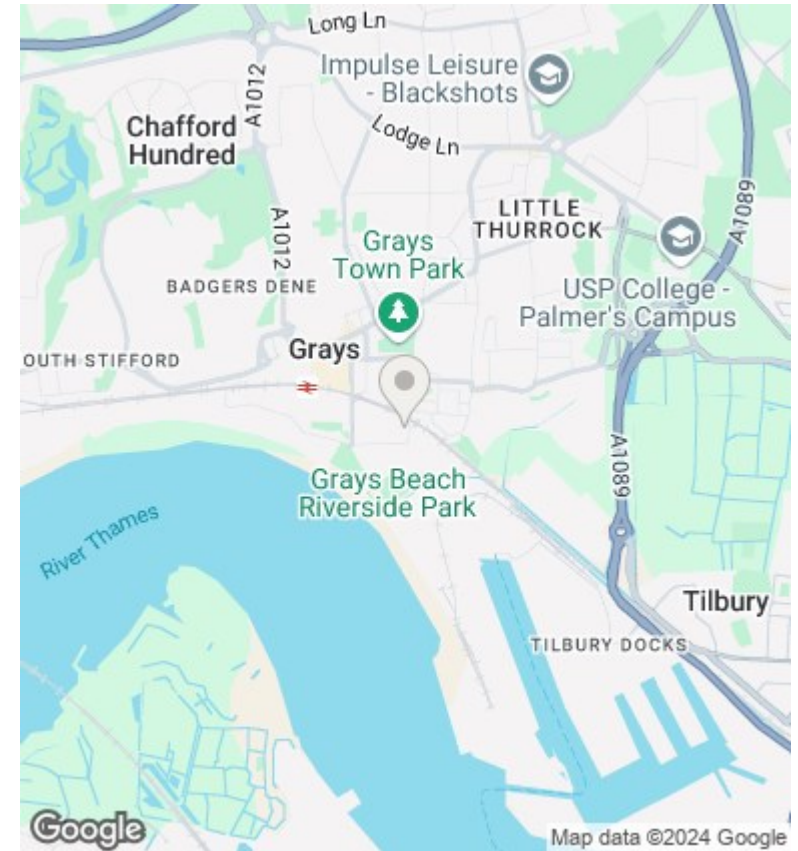 Long Ln
Impulse Leisure
- Blackshots
A1012
Chafford
Hundred
Lodge Ln
LITTLE
THURROCK
A1089
A1012
Grays
Town Park
BADGERS DENE
USP College -
Palmer's Campus
Grays
OUTH STIFFORD
A1089
Grays Beach
Riverside Park
River Thames
Tilbury
TILBURY DOCKS
Google
Map data ©2024 Google